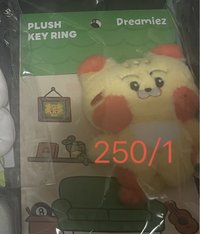 PLUSH
KEY RING
Dreamiez
250/1